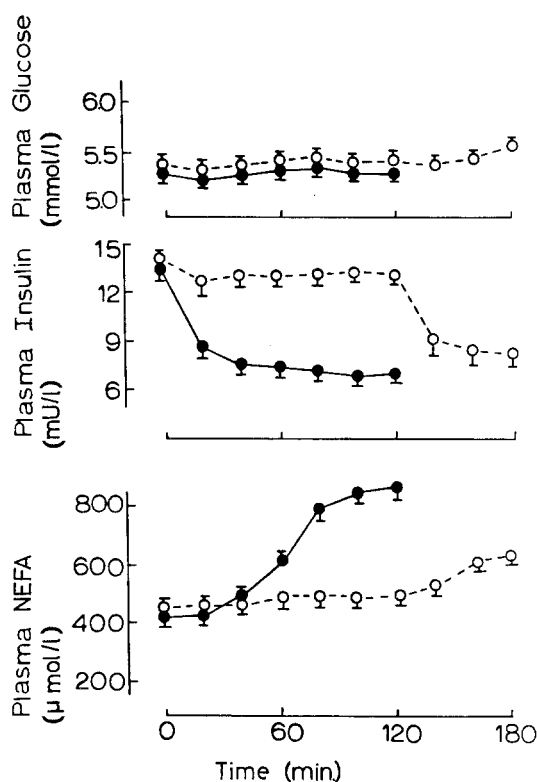 Plasma Glucose
(mmol/l)
6.0
5.5
5.0
Plasma Insulin
(mU/l)
15
12
9
6
Plasma NEFA
(μmol/l)
800
600
400
200
0 60 120 180
Time (min)